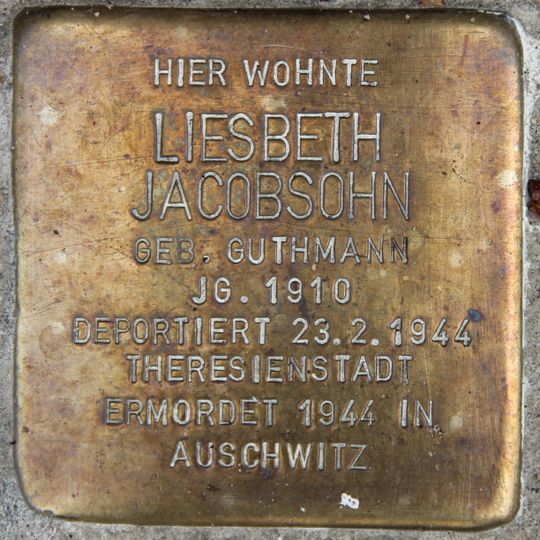 HIER WOHNTE
LIESBETH
JACOBSOHN
GEB. GUTHMANN
JG. 1910
DEPORTIERT 23.2.1944
THERESIENSTADT
ERMORDET 1944 IN
AUSCHWITZ